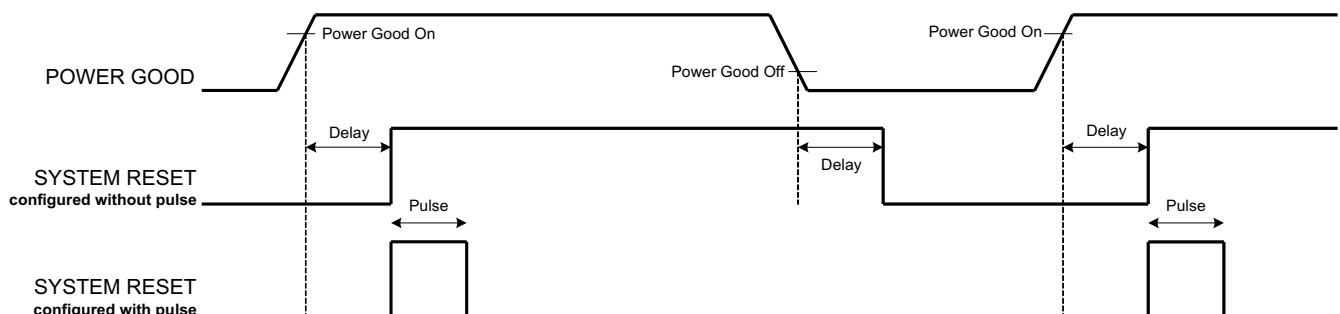 Power Good On
Power Good On
POWER GOOD
Power Good Off
Delay
Delay
Delay
SYSTEM RESET
configured without pulse
Pulse
Pulse
SYSTEM RESET
configured with pulse